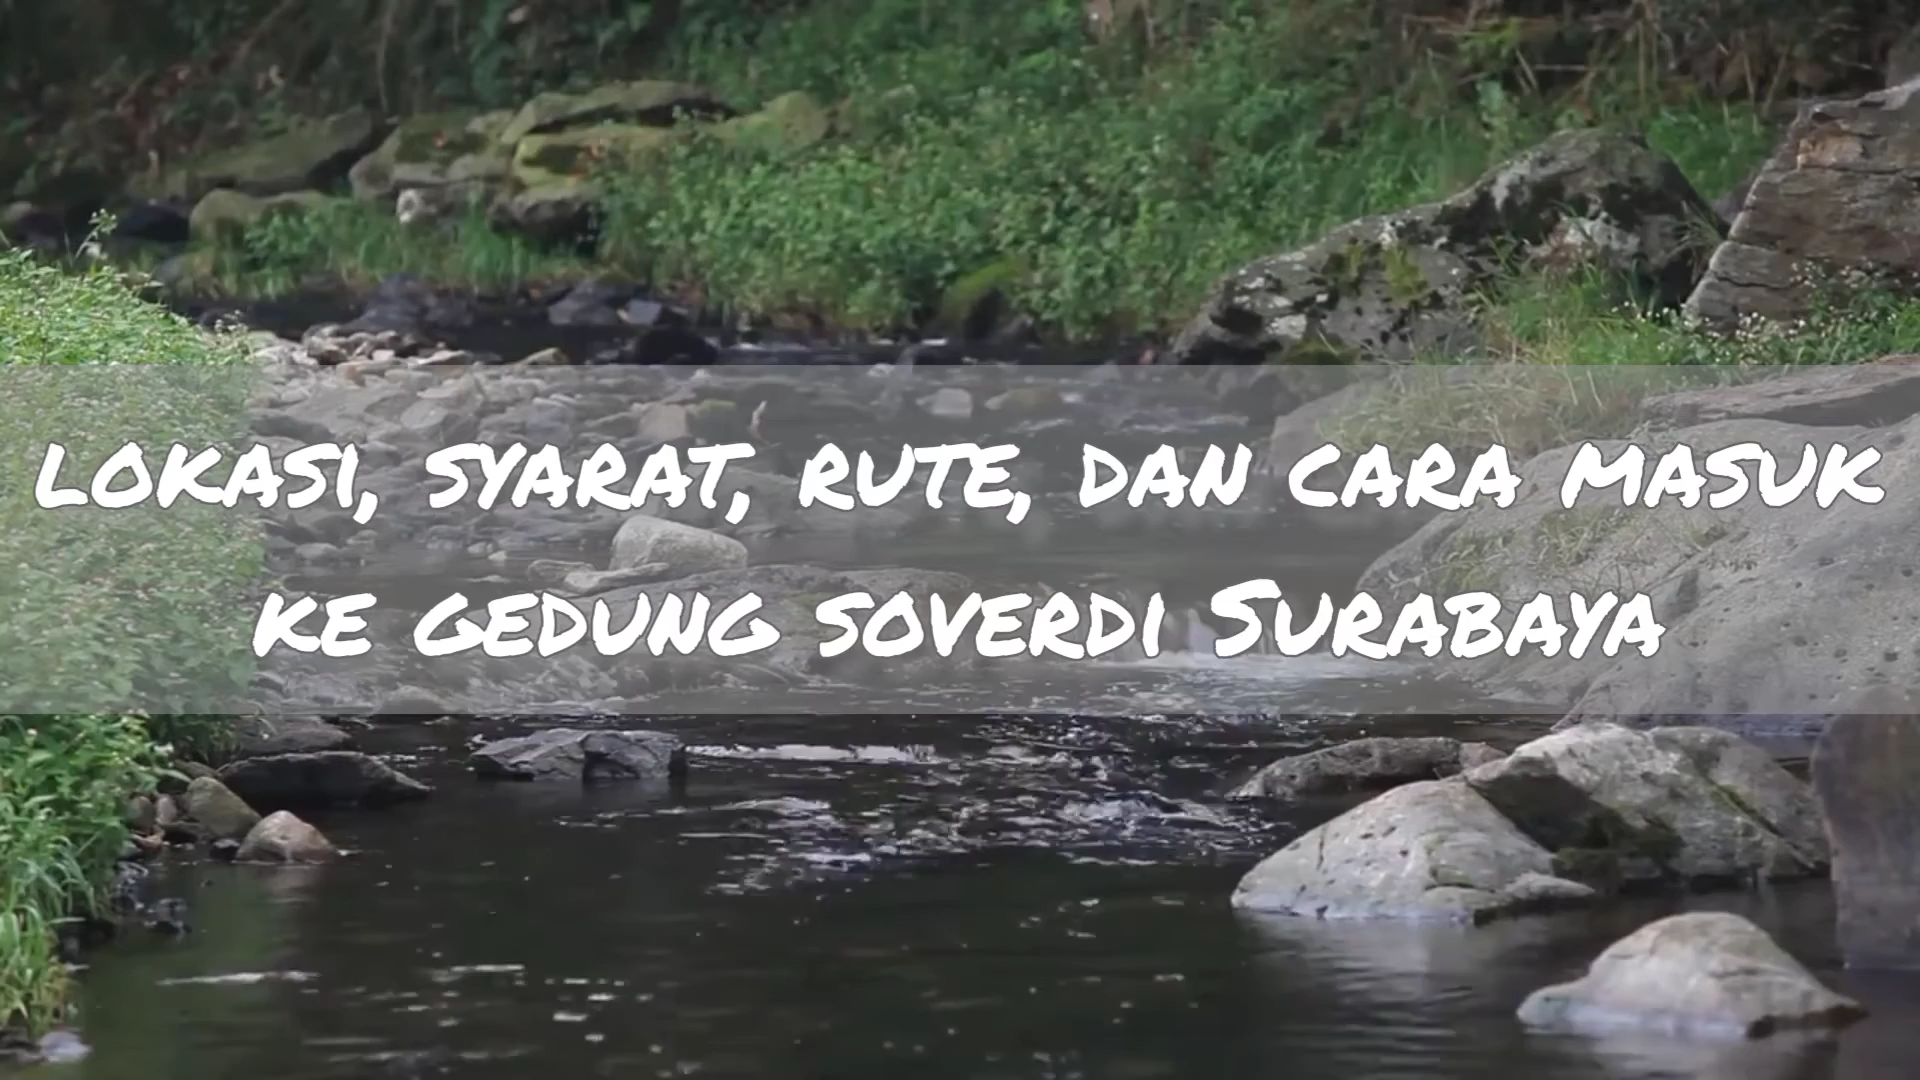 LOKASI, SYARAT, RUTE, DAN CARA MASUK
KE GEDUNG SOVERDI SURABAYA